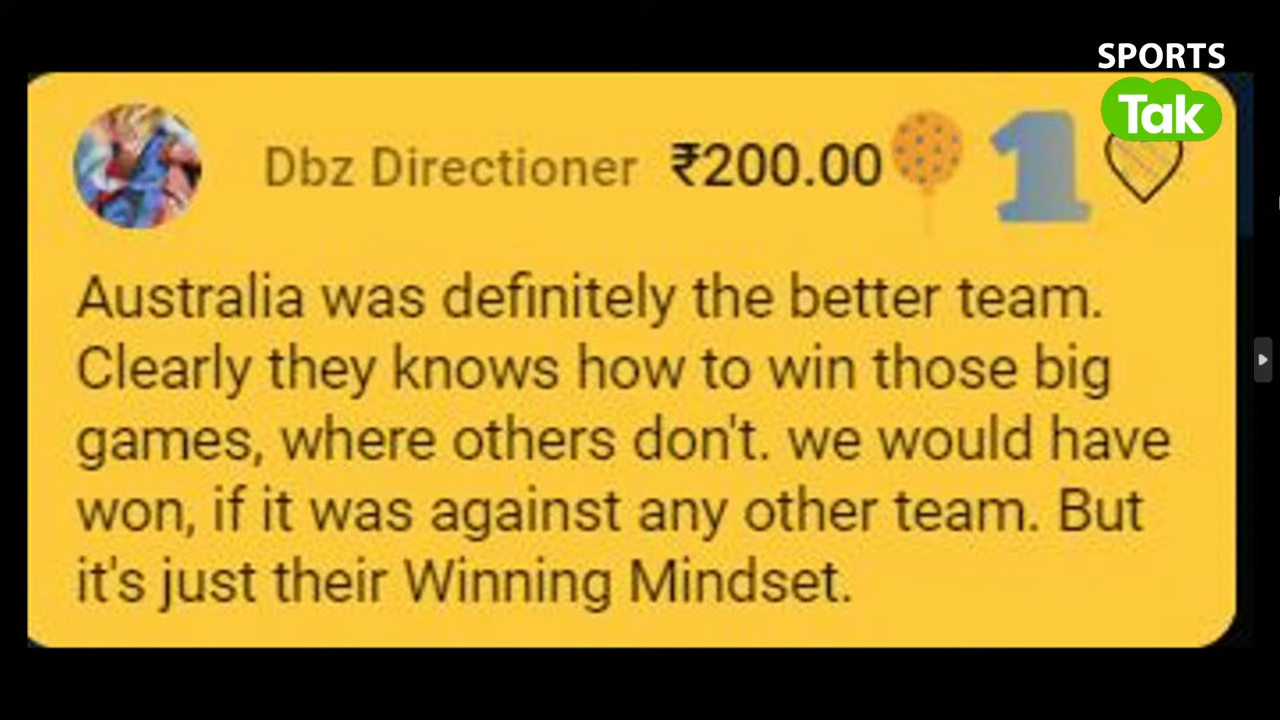 SPORTS
Tak
Dbz Directioner ₹200.00 1
Australia was definitely the better team.
Clearly they knows how to win those big
games, where others don't. we would have
won, if it was against any other team. But
it's just their Winning Mindset.